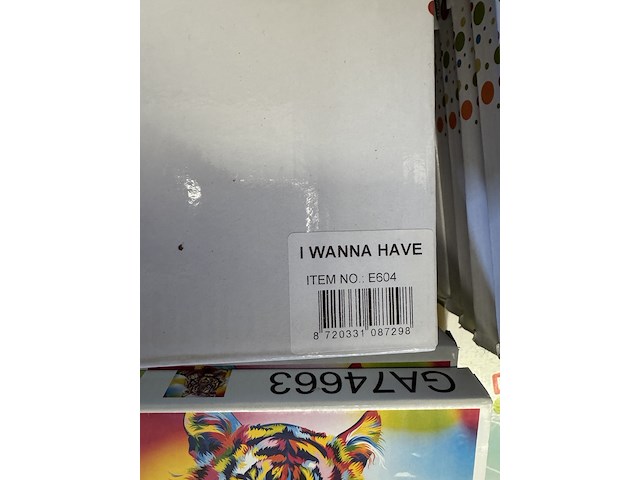 I WANNA HAVE
ITEM NO.: E604
8 720331 087298
GA74663